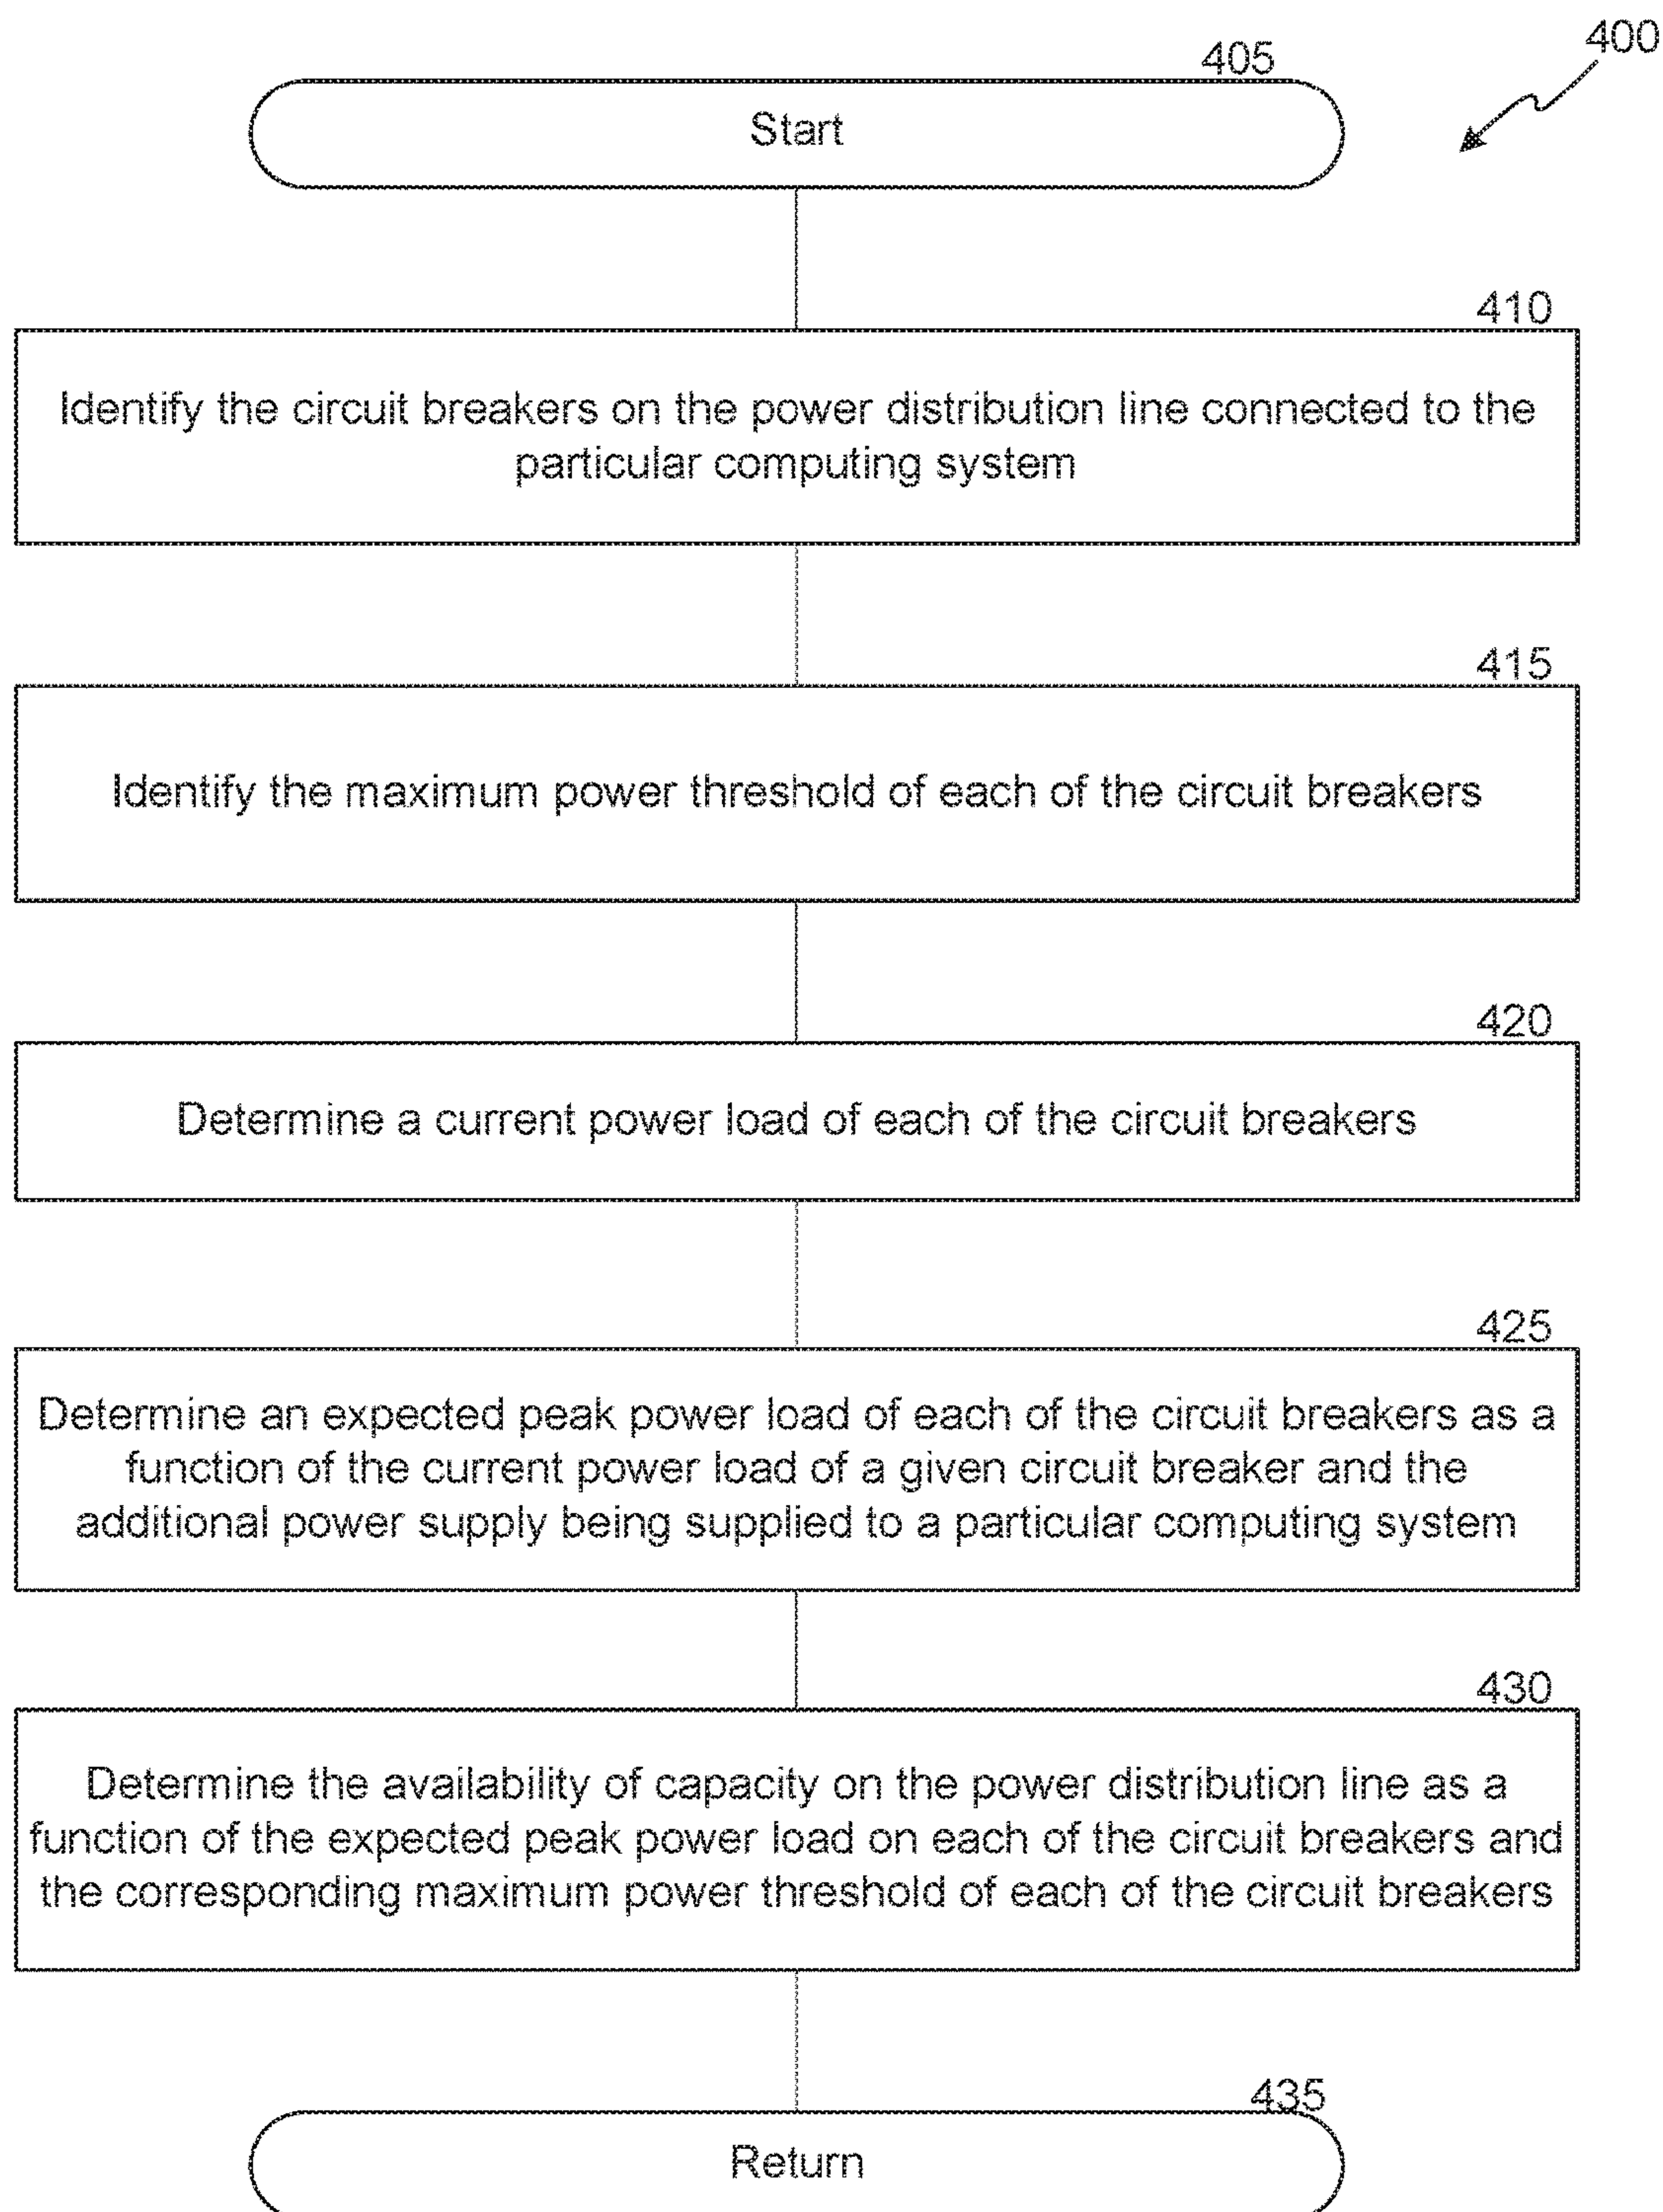 400
405
Start
410
Identify the circuit breakers on the power distribution line connected to the
particular computing system
415
Identify the maximum power threshold of each of the circuit breakers
420
Determine a current power load of each of the circuit breakers
425
Determine an expected peak power load of each of the circuit breakers as a
function of the current power load of a given circuit breaker and the
additional power supply being supplied to a particular computing system
430
Determine the availability of capacity on the power distribution line as a
function of the expected peak power load on each of the circuit breakers and
the corresponding maximum power threshold of each of the circuit breakers
435
Return